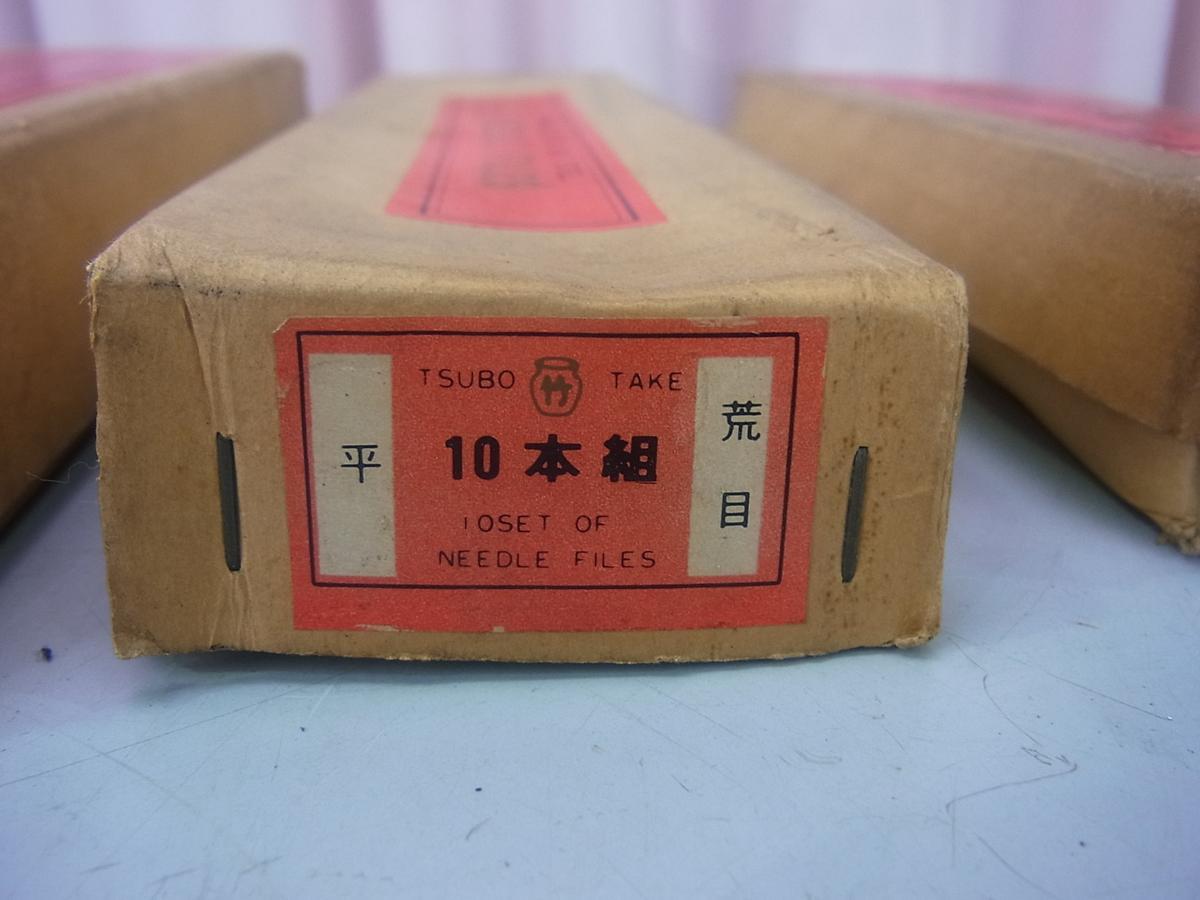 TSUBO 竹 TAKE
平
10本組
荒目
10SET OF
NEEDLE FILES